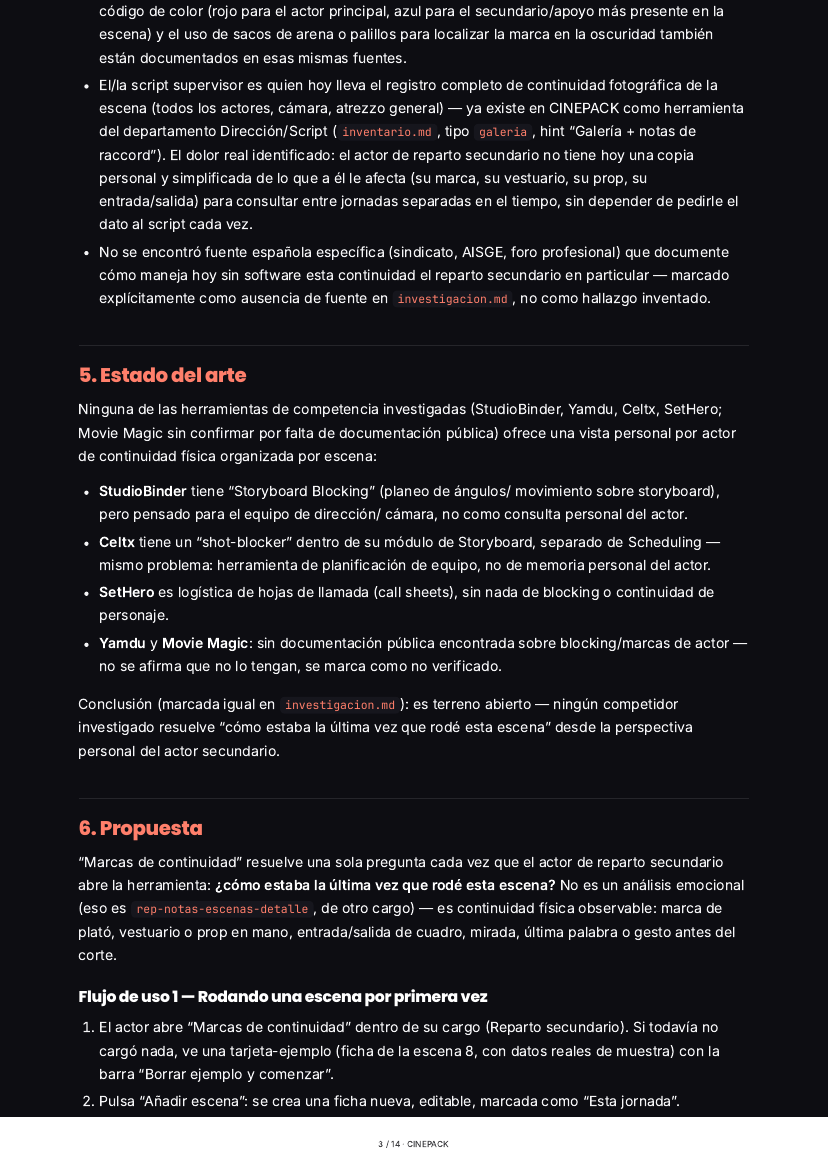 código de color (rojo para el actor principal, azul para el secundario/apoyo más presente en la
escena) y el uso de sacos de arena o palillos para localizar la marca en la oscuridad también
están documentados en esas mismas fuentes.
• El/la script supervisor es quien hoy lleva el registro completo de continuidad fotográfica de la
escena (todos los actores, cámara, atrezzo general) — ya existe en CINEPACK como herramienta
del departamento Dirección/Script ( inventario.md , tipo galeria , hint “Galería + notas de
raccord”). El dolor real identificado: el actor de reparto secundario no tiene hoy una copia
personal y simplificada de lo que a él le afecta (su marca, su vestuario, su prop, su
entrada/salida) para consultar entre jornadas separadas en el tiempo, sin depender de pedirle el
dato al script cada vez.
• No se encontró fuente española específica (sindicato, AISGE, foro profesional) que documente
cómo maneja hoy sin software esta continuidad el reparto secundario en particular — marcado
explícitamente como ausencia de fuente en investigacion.md , no como hallazgo inventado.
5. Estado del arte
Ninguna de las herramientas de competencia investigadas (StudioBinder, Yamdu, Celtx, SetHero;
Movie Magic sin confirmar por falta de documentación pública) ofrece una vista personal por actor
de continuidad física organizada por escena:
• StudioBinder tiene “Storyboard Blocking” (planeo de ángulos/ movimiento sobre storyboard),
pero pensado para el equipo de dirección/ cámara, no como consulta personal del actor.
• Celtx tiene un “shot-blocker” dentro de su módulo de Storyboard, separado de Scheduling —
mismo problema: herramienta de planificación de equipo, no de memoria personal del actor.
• SetHero es logística de hojas de llamada (call sheets), sin nada de blocking o continuidad de
personaje.
• Yamdu y Movie Magic: sin documentación pública encontrada sobre blocking/marcas de actor —
no se afirma que no lo tengan, se marca como no verificado.
Conclusión (marcada igual en investigacion.md ): es terreno abierto — ningún competidor
investigado resuelve “cómo estaba la última vez que rodé esta escena” desde la perspectiva
personal del actor secundario.
6. Propuesta
“Marcas de continuidad” resuelve una sola pregunta cada vez que el actor de reparto secundario
abre la herramienta: ¿cómo estaba la última vez que rodé esta escena? No es un análisis emocional
(eso es rep-notas-escenas-detalle , de otro cargo) — es continuidad física observable: marca de
plató, vestuario o prop en mano, entrada/salida de cuadro, mirada, última palabra o gesto antes del
corte.
Flujo de uso 1 — Rodando una escena por primera vez
1. El actor abre “Marcas de continuidad” dentro de su cargo (Reparto secundario). Si todavía no
cargó nada, ve una tarjeta-ejemplo (ficha de la escena 8, con datos reales de muestra) con la
barra “Borrar ejemplo y comenzar”.
2. Pulsa “Añadir escena”: se crea una ficha nueva, editable, marcada como “Esta jornada”.
3 / 14 · CINEPACK